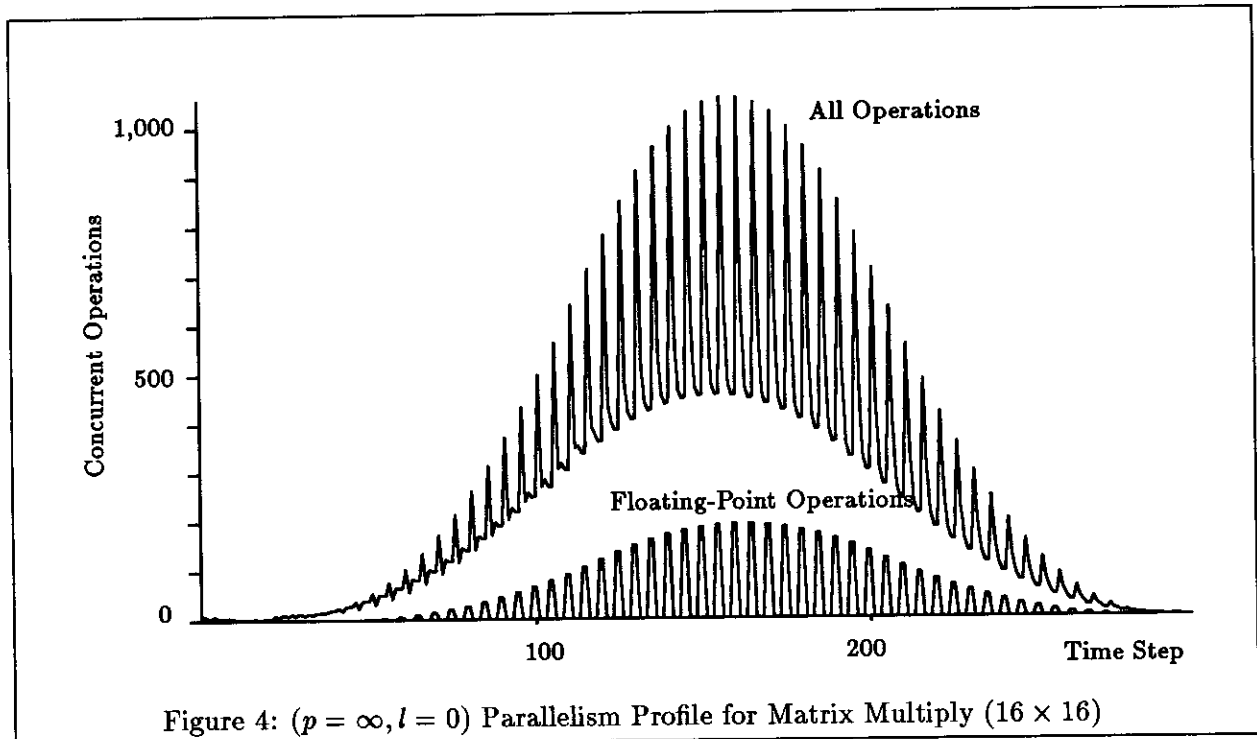 1,000
All Operations
Concurrent Operations
500
Floating-Point Operations
0
100
200
Time Step
Figure 4: (p = ∞, l = 0) Parallelism Profile for Matrix Multiply (16 × 16)